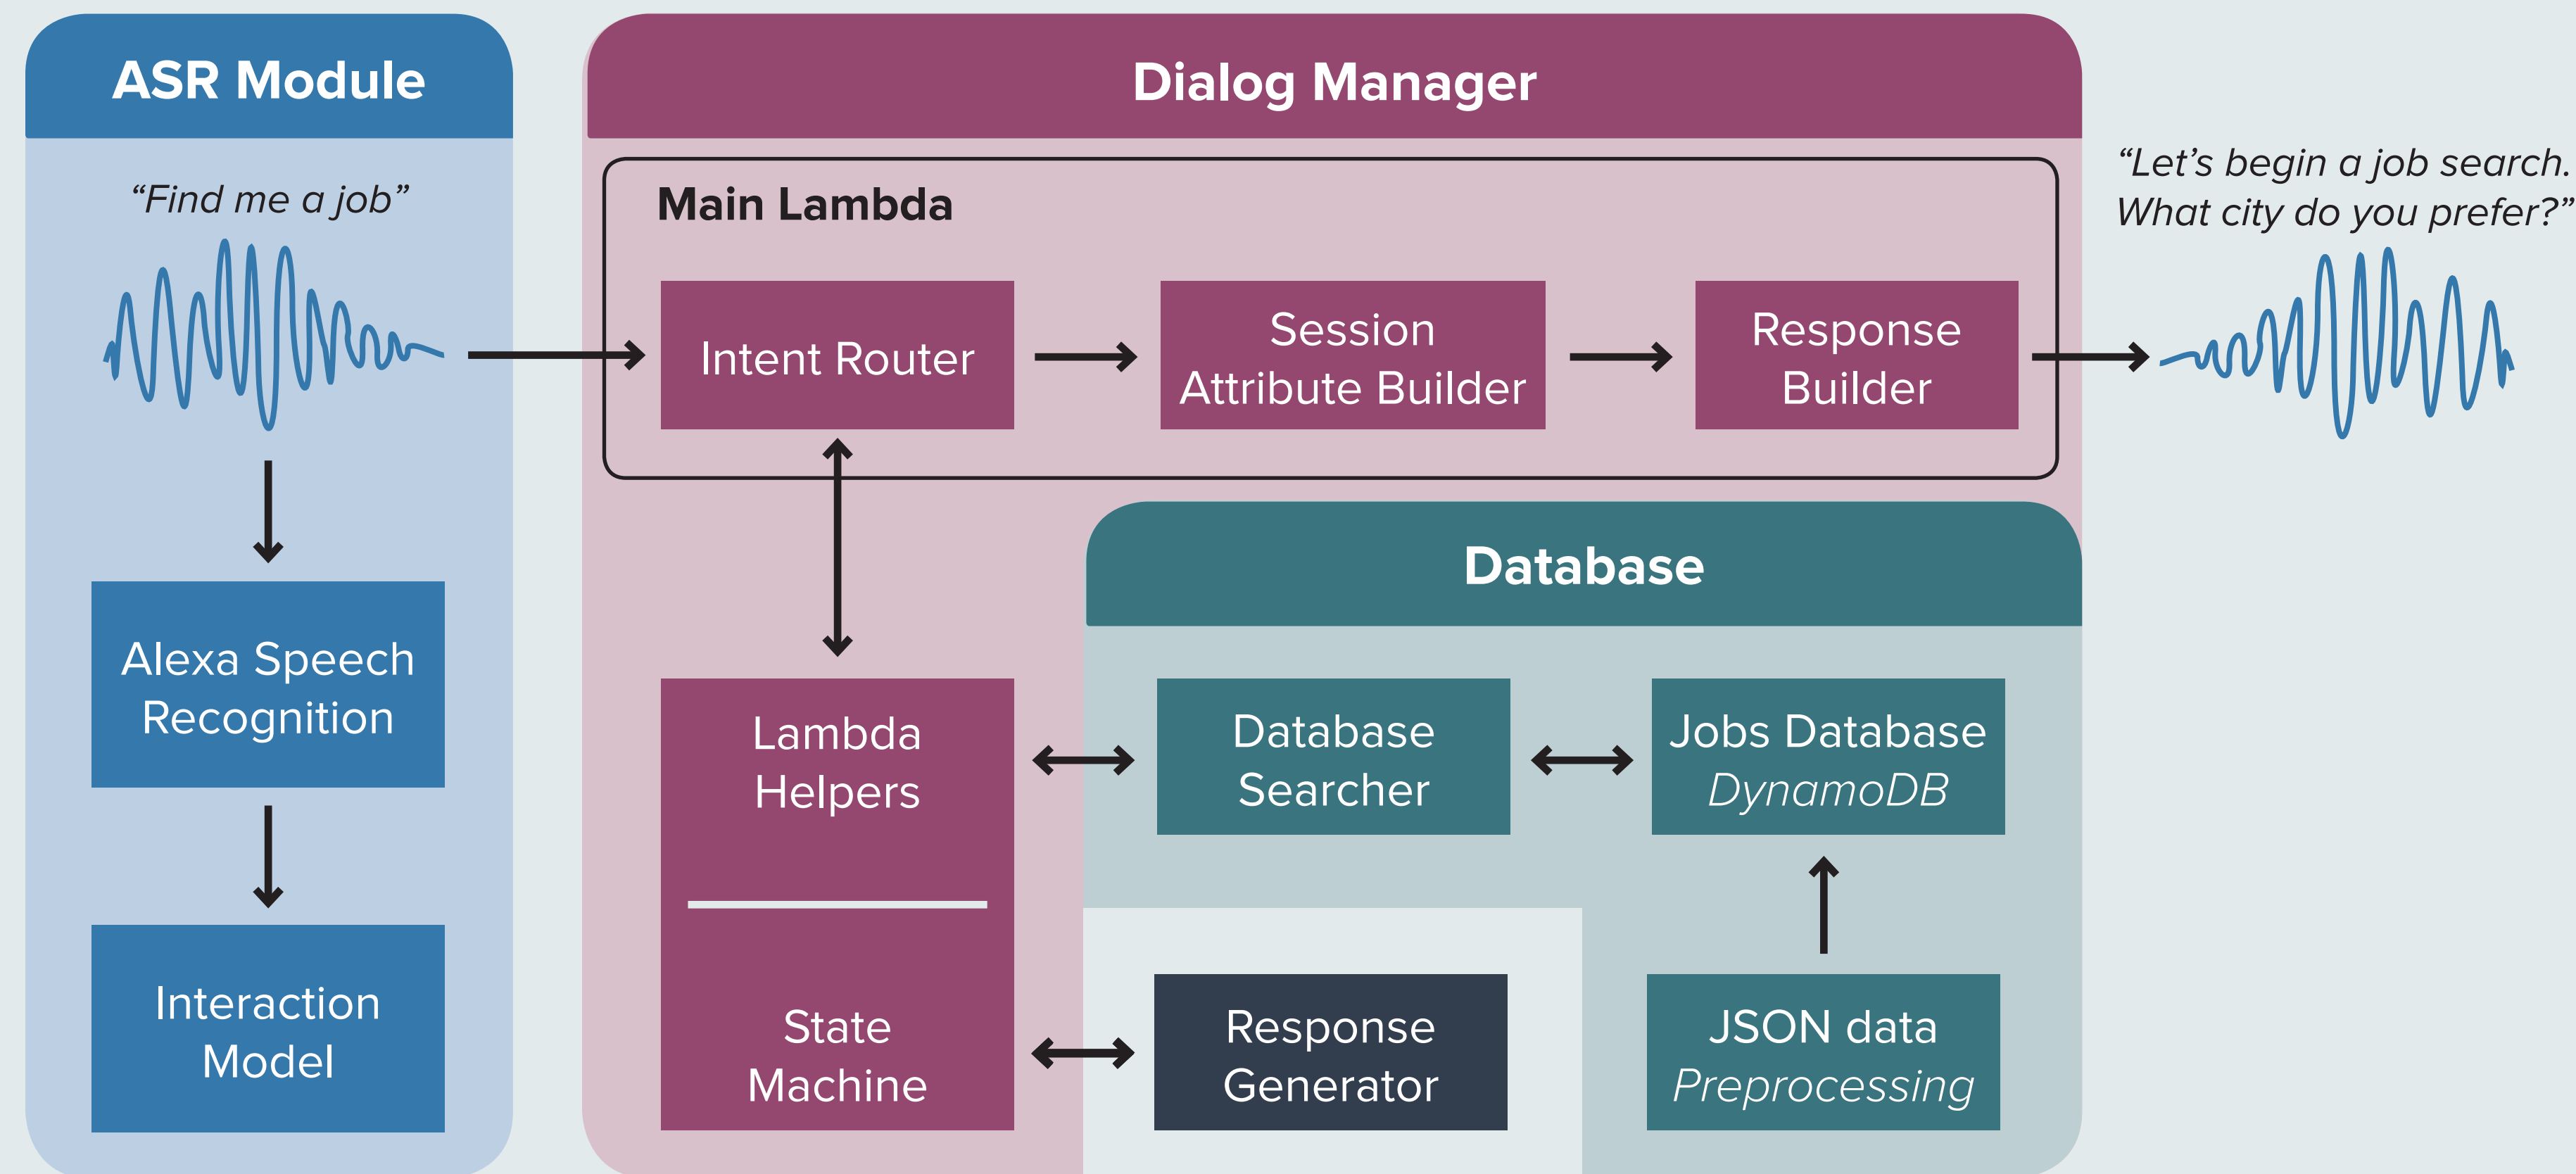 ASR Module
“Find me a job”
Alexa Speech
Recognition
Interaction
Model
Dialog Manager
Main Lambda
Intent Router
Session
Attribute Builder
Response
Builder
“Let’s begin a job search.
What city do you prefer?”
Lambda
Helpers
State
Machine
Database
Database
Searcher
Jobs Database
DynamoDB
Response
Generator
JSON data
Preprocessing